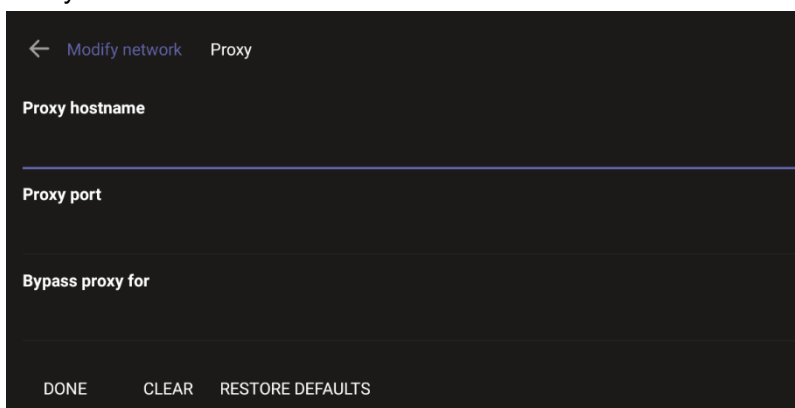 Modify network Proxy
Proxy hostname
Proxy port
Bypass proxy for
DONE CLEAR RESTORE DEFAULTS